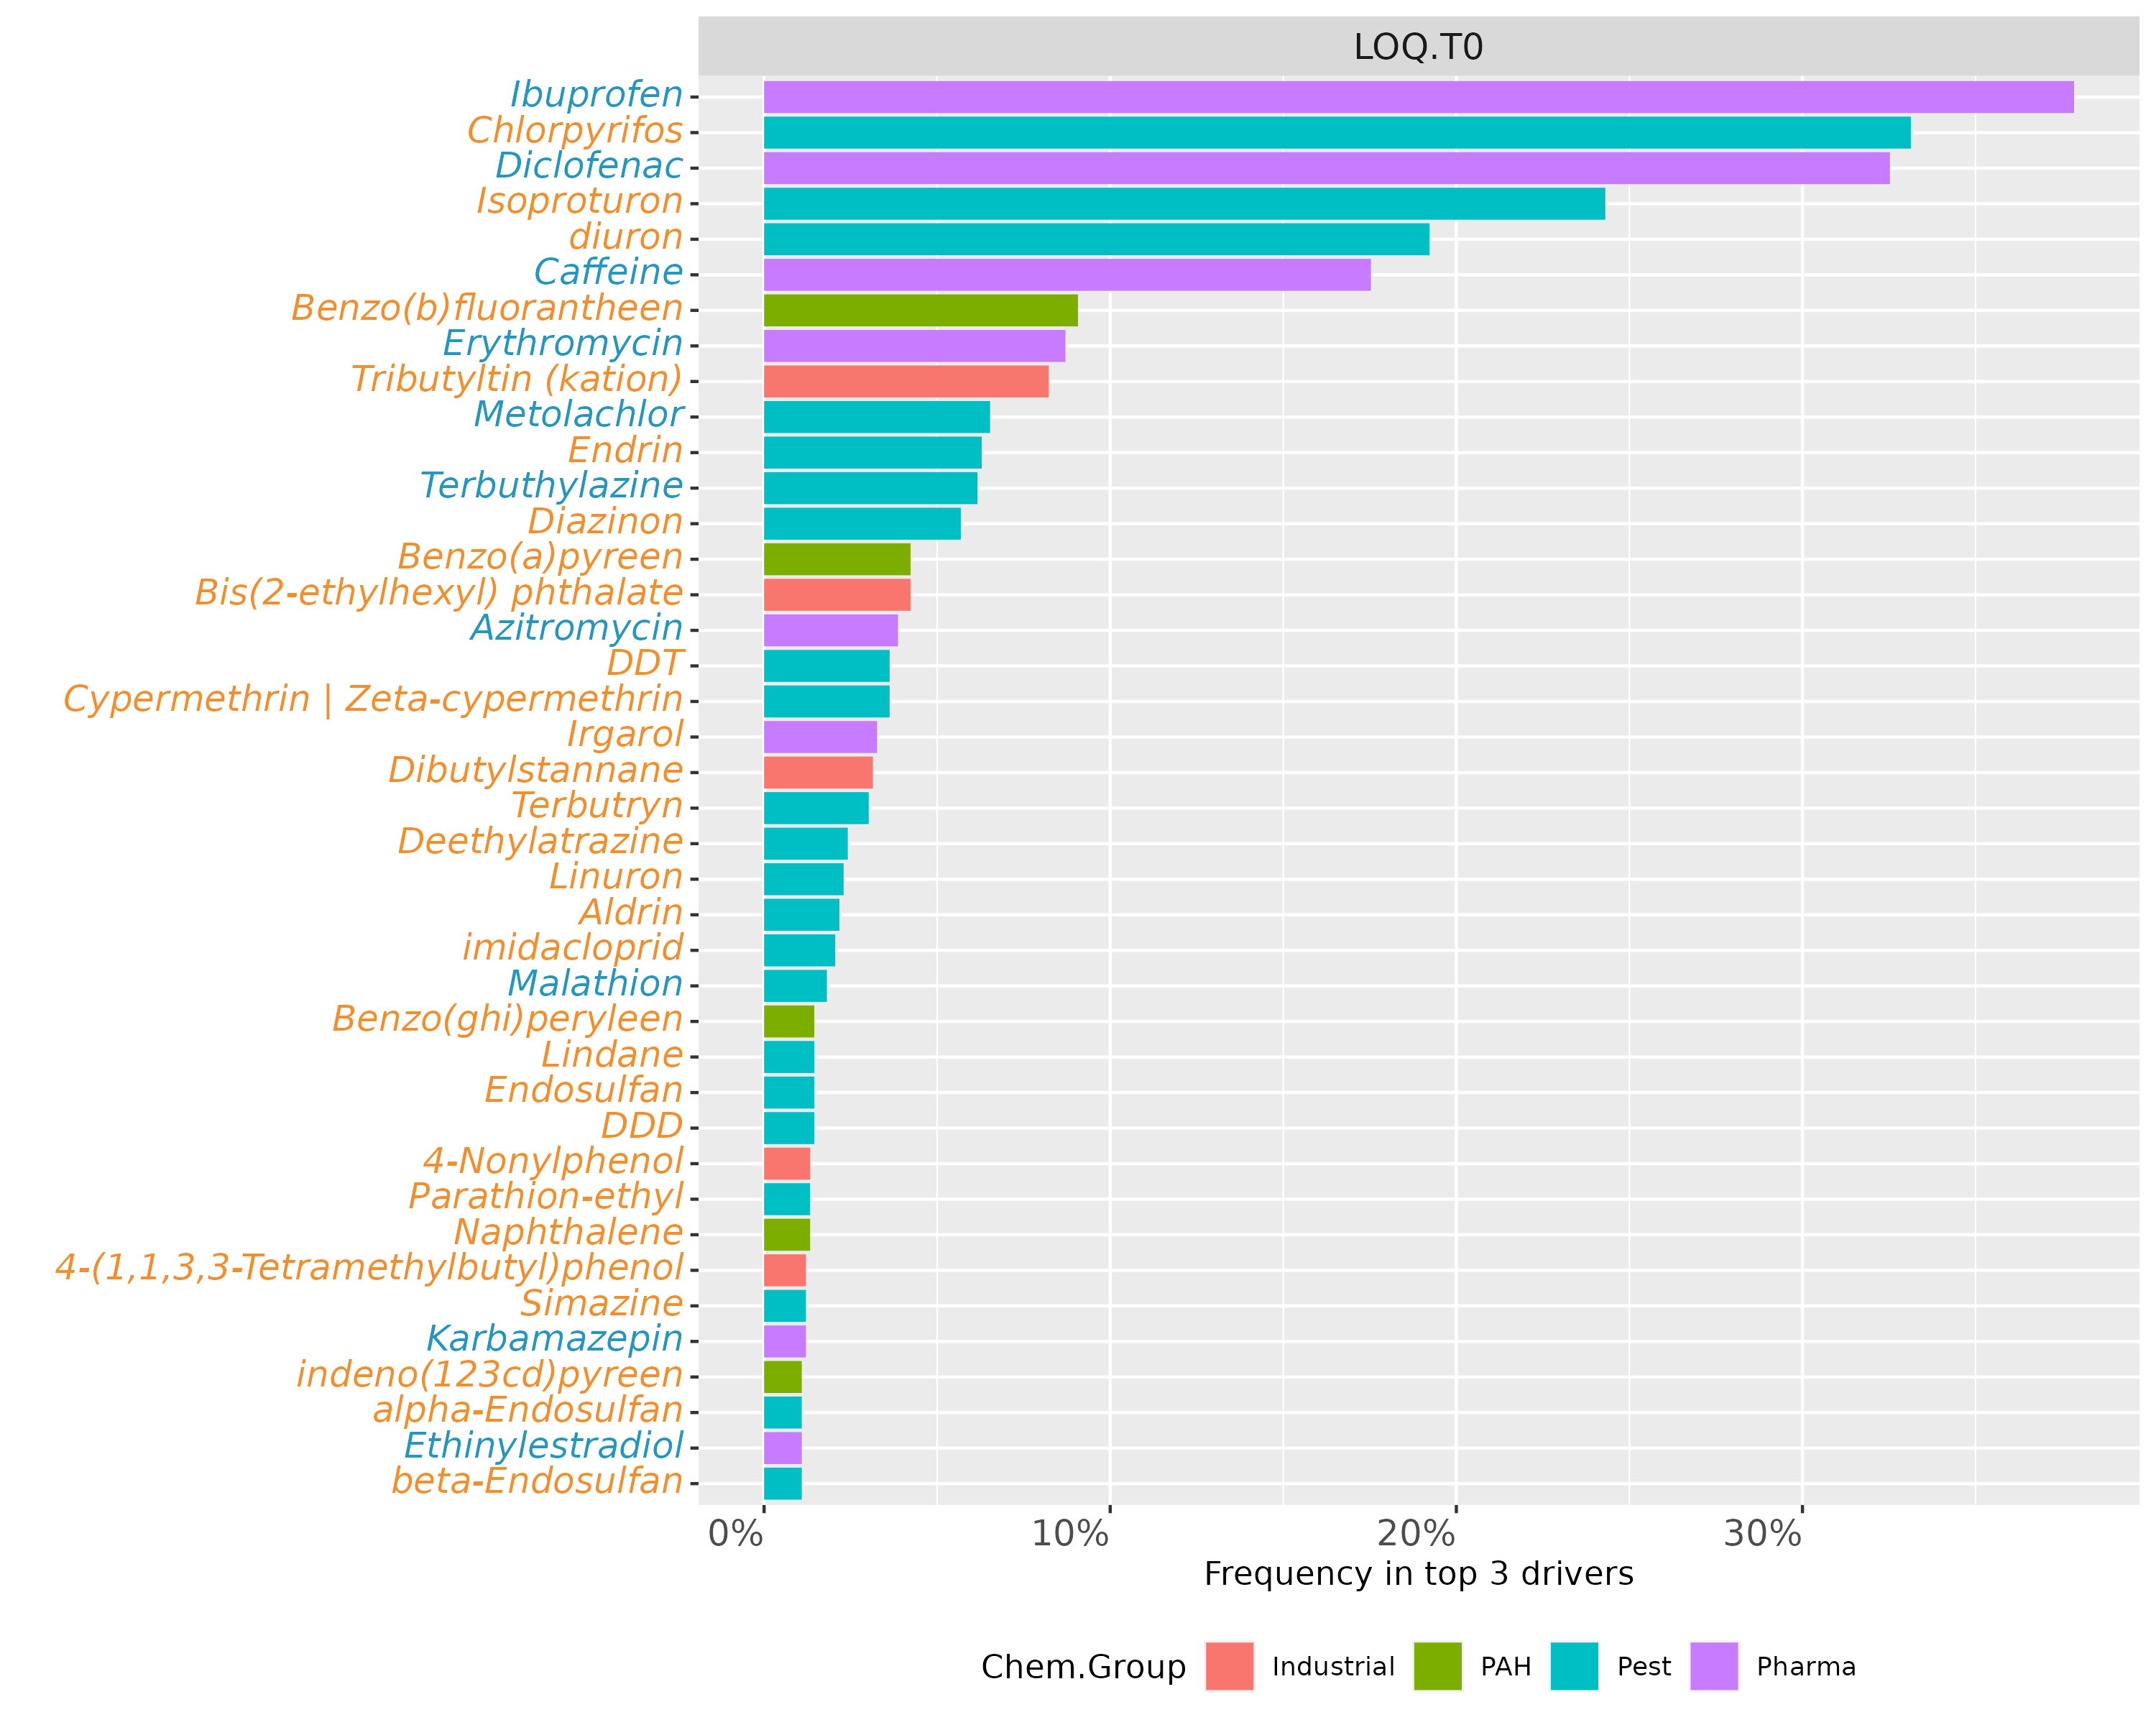 LOQ.T0
Ibuprofen
Chlorpyrifos
Diclofenac
Isoproturon
diuron
Caffeine
Benzo(b)fluorantheen
Erythromycin
Tributyltin (kation)
Metolachlor
Endrin
Terbuthylazine
Diazinon
Benzo(a)pyreen
Bis(2-ethylhexyl) phthalate
Azitromycin
DDT
Cypermethrin | Zeta-cypermethrin
Irgarol
Dibutylstannane
Terbutryn
Deethylatrazine
Linuron
Aldrin
imidacloprid
Malathion
Benzo(ghi)peryleen
Lindane
Endosulfan
DDD
4-Nonylphenol
Parathion-ethyl
Naphthalene
4-(1,1,3,3-Tetramethylbutyl)phenol
Simazine
Karbamazepin
indeno(123cd)pyreen
alpha-Endosulfan
Ethinylestradiol
beta-Endosulfan
0% 10% 20% 30%
Frequency in top 3 drivers
Chem.Group Industrial PAH Pest Pharma